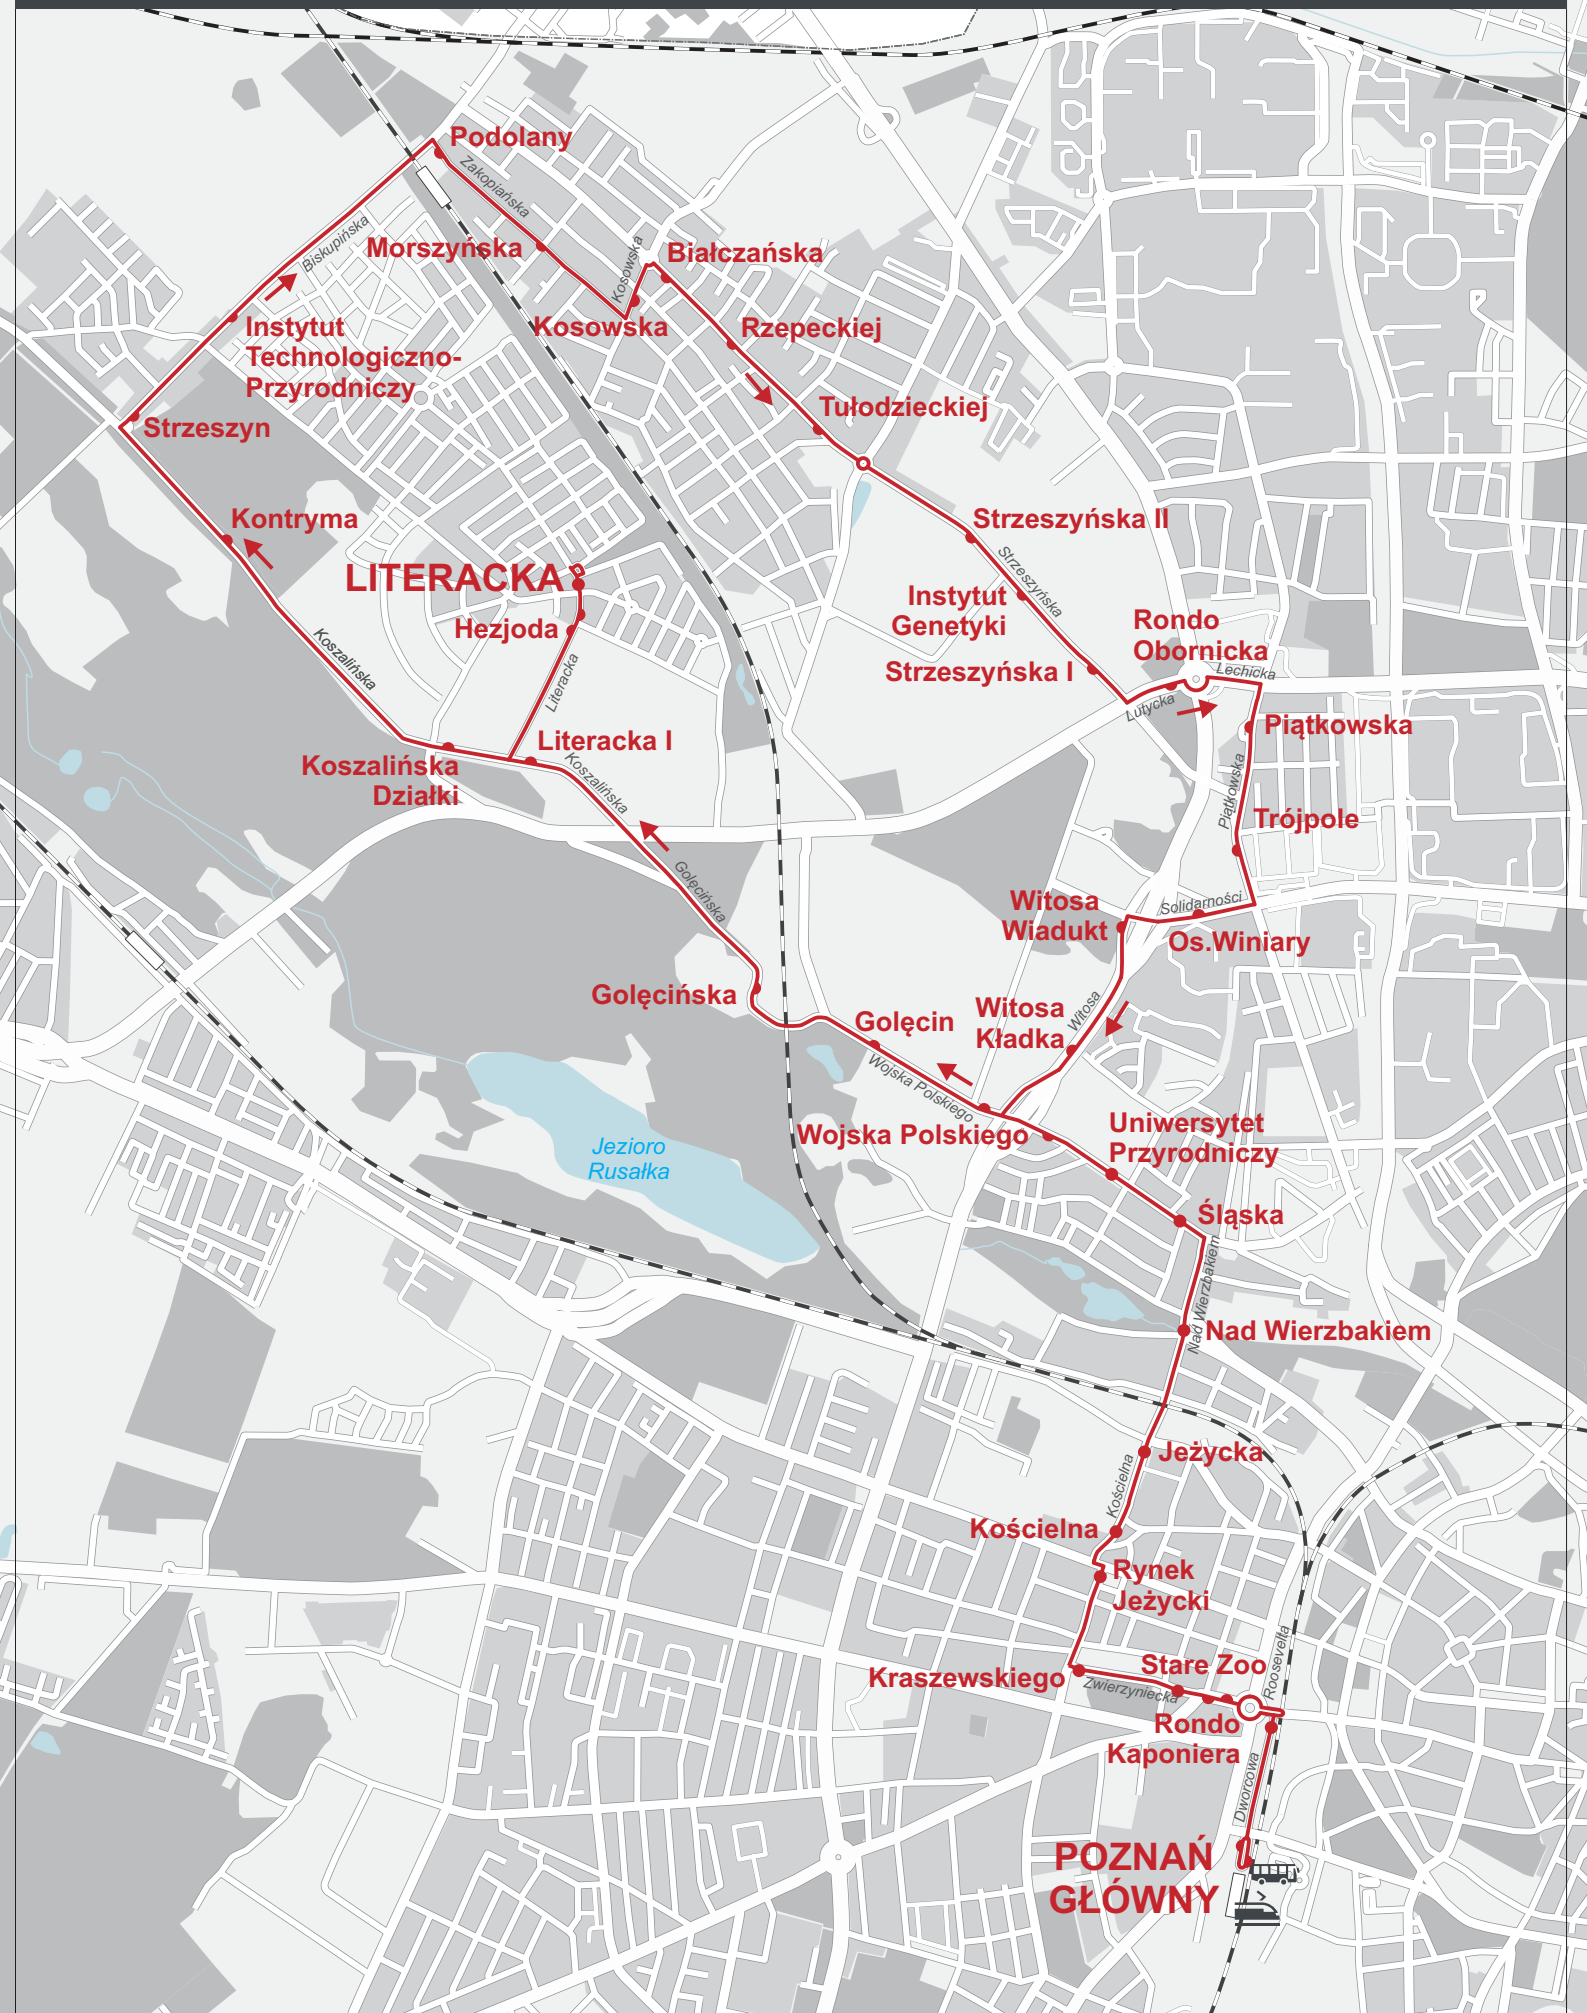 Podolany
Zakopiańska
Biskupińska
Morszyńska
Kosowska
Białczańska
Instytut
Technologiczno-
Przyrodniczy
Kosowska
Rzepeckiej
Strzeszyn
Tułodzieckiej
Kontryma
Strzeszyńska II
Strzeszyńska
LITERACKA
Instytut
Genetyki
Hezjoda
Rondo
Obornicka
Koszalińska
Literacka
Strzeszyńska I
Lechicka
Lutycka
Piątkowska
Literacka I
Koszalińska
Działki
Koszalińska
Piątkowska
Trójpole
Golęcińska
Witosa
Wiadukt
Solidarności
Os.Winiary
Golęcińska
Golęcin
Witosa
Kładka
Witosa
Wojska Polskiego
Wojska Polskiego
Uniwersytet
Przyrodniczy
Jezioro
Rusałka
Śląska
Nad Wierzbakiem
Nad Wierzbakiem
Jeżycka
Kościelna
Kościelna
Rynek
Jeżycki
Kraszewskiego
Stare Zoo
Roosevelta
Zwierzyniecka
Rondo
Kaponiera
Dworcowa
POZNAŃ
GŁÓWNY